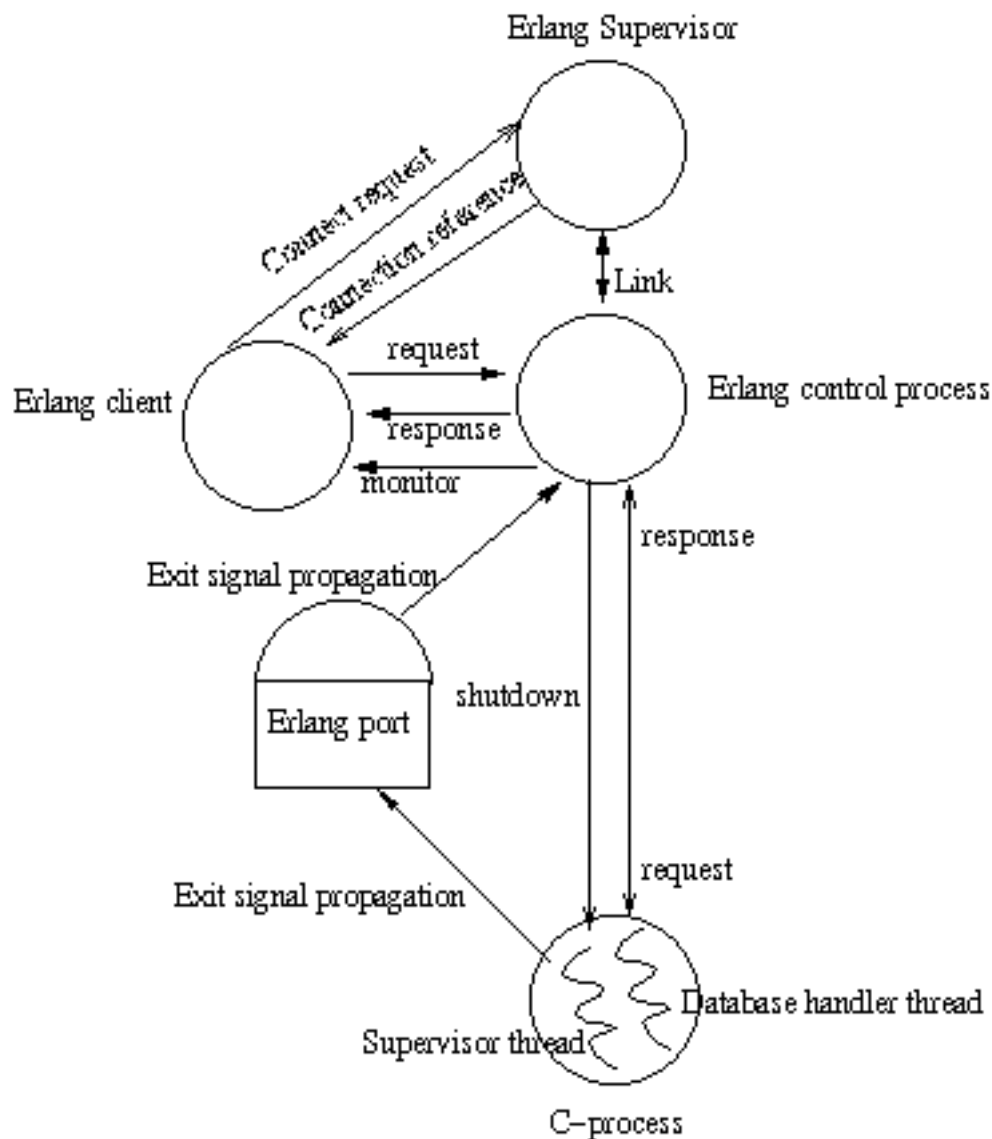 Erlang Supervisor
Connect request
Connection reference
Link
request
Erlang client
Erlang control process
response
monitor
response
Exit signal propagation
shutdown
Erlang port
request
Exit signal propagation
Database handler thread
Supervisor thread
C-process